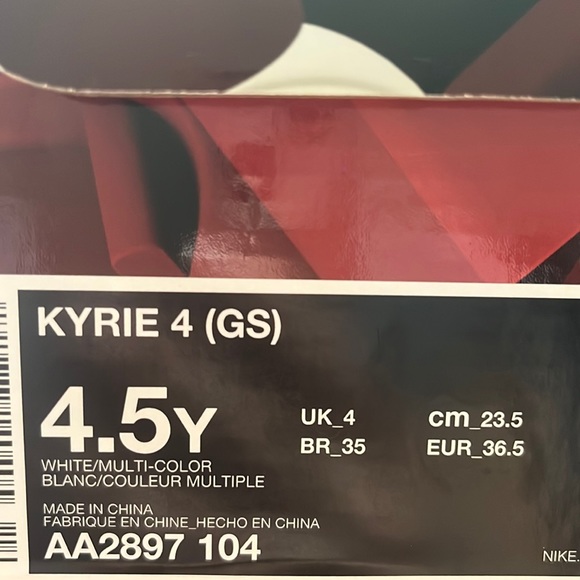 KYRIE 4 (GS)
4.5Y
UK_4 cm_23.5
BR_35 EUR_36.5
WHITE/MULTI-COLOR
BLANC/COULEUR MULTIPLE
MADE IN CHINA
FABRIQUE EN CHINE_HECHO EN CHINA
AA2897 104
NIKE.